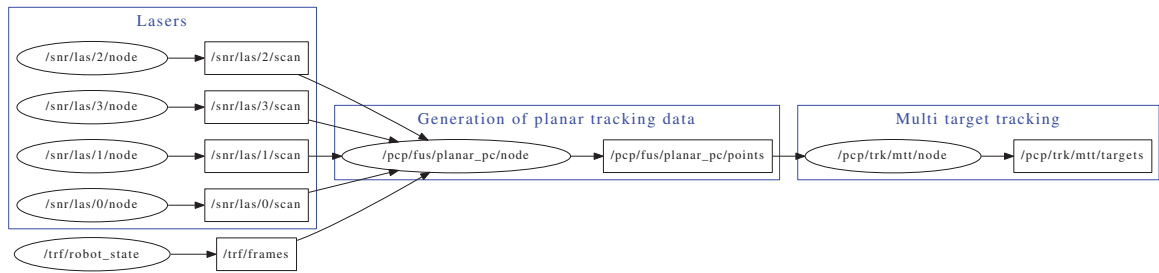 Lasers
/snr/las/2/node
/snr/las/2/scan
/snr/las/3/node
/snr/las/3/scan
/snr/las/1/node
/snr/las/1/scan
/snr/las/0/node
/snr/las/0/scan
/trf/robot_state
/trf/frames
Generation of planar tracking data
/pcp/fus/planar_pc/node
/pcp/fus/planar_pc/points
Multi target tracking
/pcp/trk/mtt/node
/pcp/trk/mtt/targets